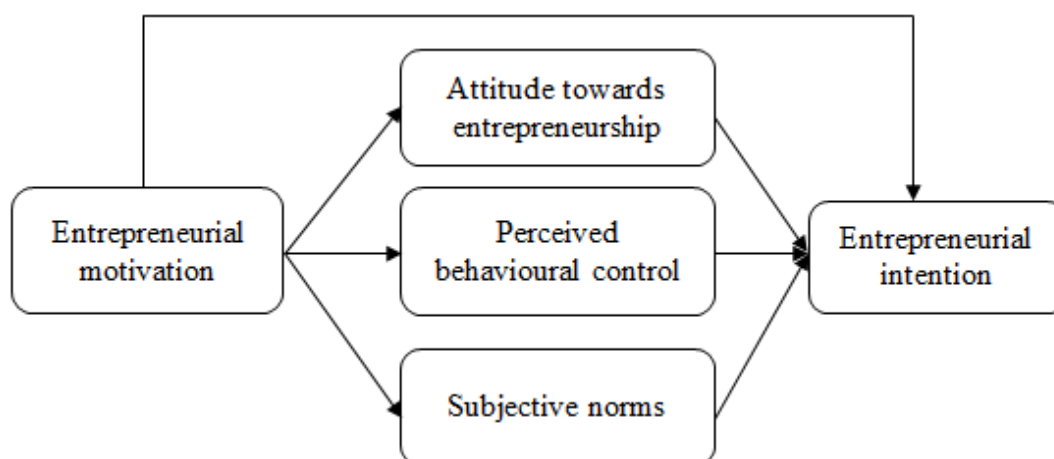 Attitude towards
entrepreneurship
Entrepreneurial
motivation
Perceived
behavioural control
Entrepreneurial
intention
Subjective norms